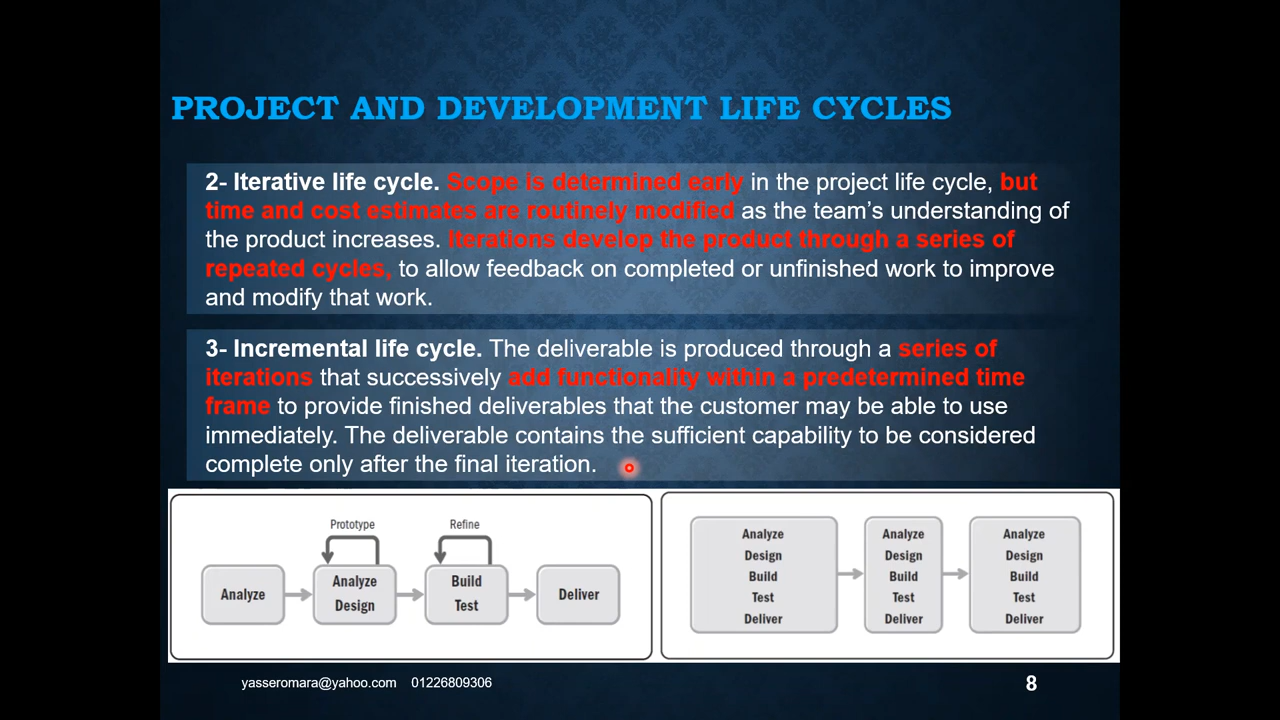 PROJECT AND DEVELOPMENT LIFE CYCLES
2- Iterative life cycle. Scope is determined early in the project life cycle, but
time and cost estimates are routinely modified as the team's understanding of
the product increases. Iterations develop the product through a series of
repeated cycles, to allow feedback on completed or unfinished work to improve
and modify that work.
3- Incremental life cycle. The deliverable is produced through a series of
iterations that successively add functionality within a predetermined time
frame to provide finished deliverables that the customer may be able to use
immediately. The deliverable contains the sufficient capability to be considered
complete only after the final iteration.
Prototype
Refine
Analyze
Analyze
Design
Build
Test
Deliver
Analyze
Design
Build
Test
Deliver
Analyze
Design
Build
Test
Deliver
Analyze
Design
Build
Test
Deliver
yasseromara@yahoo.com 01226809306
8